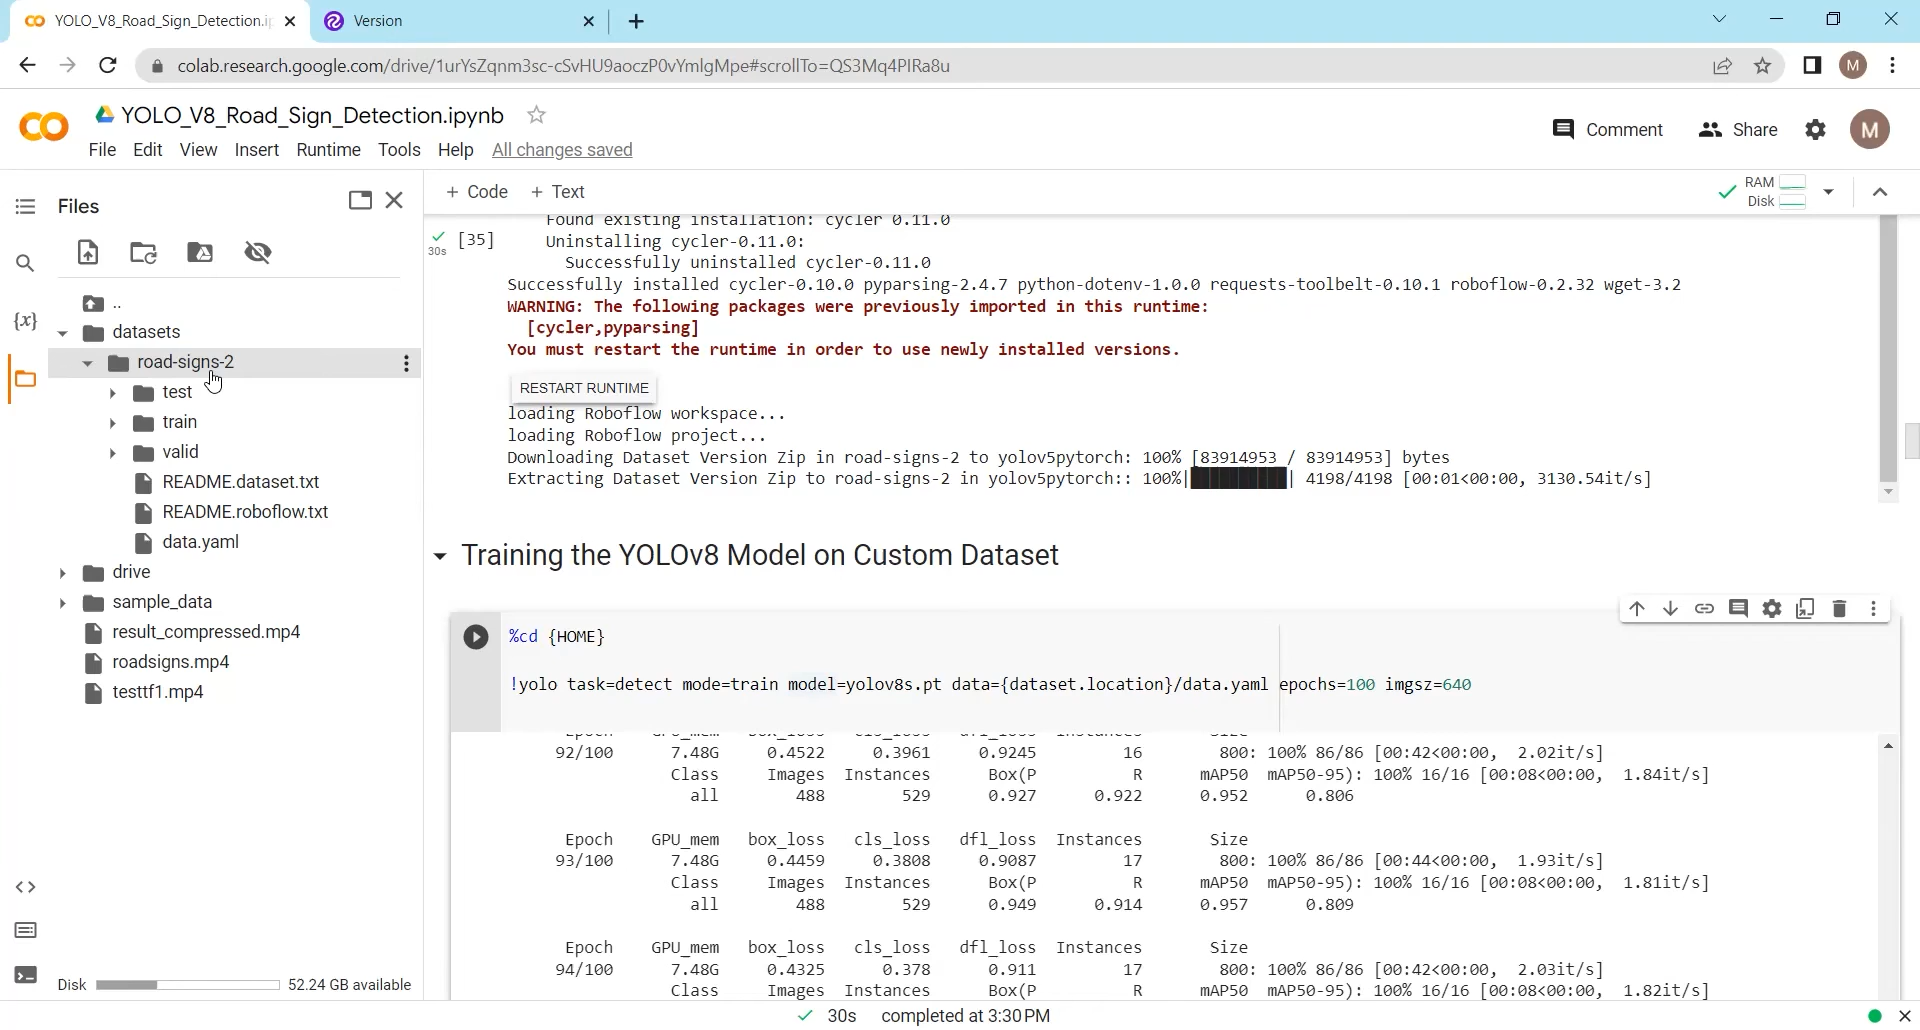 YOLO_V8_Road_Sign_Detection.ip
Version
colab.research.google.com/drive/1urYsZqnm3sc-cSvHU9aoczP0vYmlgMpe#scrollTo=QS3Mq4PIRa8u
M
YOLO_V8_Road_Sign_Detection.ipynb
Comment
Share
M
File Edit View Insert Runtime Tools Help All changes saved
Files
+ Code + Text
RAM
Disk
..
datasets
road-signs-2
test
train
valid
README.dataset.txt
README.roboflow.txt
data.yaml
drive
sample_data
result_compressed.mp4
roadsigns.mp4
testtf1.mp4
{x}
Disk 52.24 GB available
30s
[35]
Found existing installation: cycler 0.11.0
Uninstalling cycler-0.11.0:
Successfully uninstalled cycler-0.11.0
Successfully installed cycler-0.10.0 pyparsing-2.4.7 python-dotenv-1.0.0 requests-toolbelt-0.10.1 roboflow-0.2.32 wget-3.2
WARNING: The following packages were previously imported in this runtime:
[cycler,pyparsing]
You must restart the runtime in order to use newly installed versions.
RESTART RUNTIME
loading Roboflow workspace...
loading Roboflow project...
Downloading Dataset Version Zip in road-signs-2 to yolov5pytorch: 100% [83914953 / 83914953] bytes
Extracting Dataset Version Zip to road-signs-2 in yolov5pytorch:: 100%|██████████| 4198/4198 [00:01<00:00, 3130.54it/s]
Training the YOLOv8 Model on Custom Dataset
%cd {HOME}
!yolo task=detect mode=train model=yolov8s.pt data={dataset.location}/data.yaml epochs=100 imgsz=640
Epoch GPU_mem box_loss cls_loss dfl_loss Instances Size
92/100 7.48G 0.4522 0.3961 0.9245 16 800: 100% 86/86 [00:42<00:00, 2.02it/s]
Class Images Instances Box(P R mAP50 mAP50-95): 100% 16/16 [00:08<00:00, 1.84it/s]
all 488 529 0.927 0.922 0.952 0.806
Epoch GPU_mem box_loss cls_loss dfl_loss Instances Size
93/100 7.48G 0.4459 0.3808 0.9087 17 800: 100% 86/86 [00:44<00:00, 1.93it/s]
Class Images Instances Box(P R mAP50 mAP50-95): 100% 16/16 [00:08<00:00, 1.81it/s]
all 488 529 0.949 0.914 0.957 0.809
Epoch GPU_mem box_loss cls_loss dfl_loss Instances Size
94/100 7.48G 0.4325 0.378 0.911 17 800: 100% 86/86 [00:42<00:00, 2.03it/s]
Class Images Instances Box(P R mAP50 mAP50-95): 100% 16/16 [00:08<00:00, 1.82it/s]
30s completed at 3:30 PM